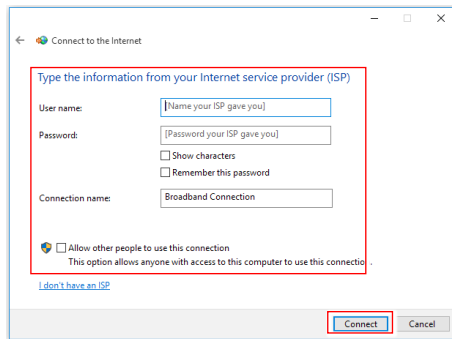 Connect to the Internet
Type the information from your Internet service provider (ISP)
User name:
[Name your ISP gave you]
Password:
[Password your ISP gave you]
Show characters
Remember this password
Connection name:
Broadband Connection
Allow other people to use this connection
This option allows anyone with access to this computer to use this connection.
I don't have an ISP
Connect
Cancel